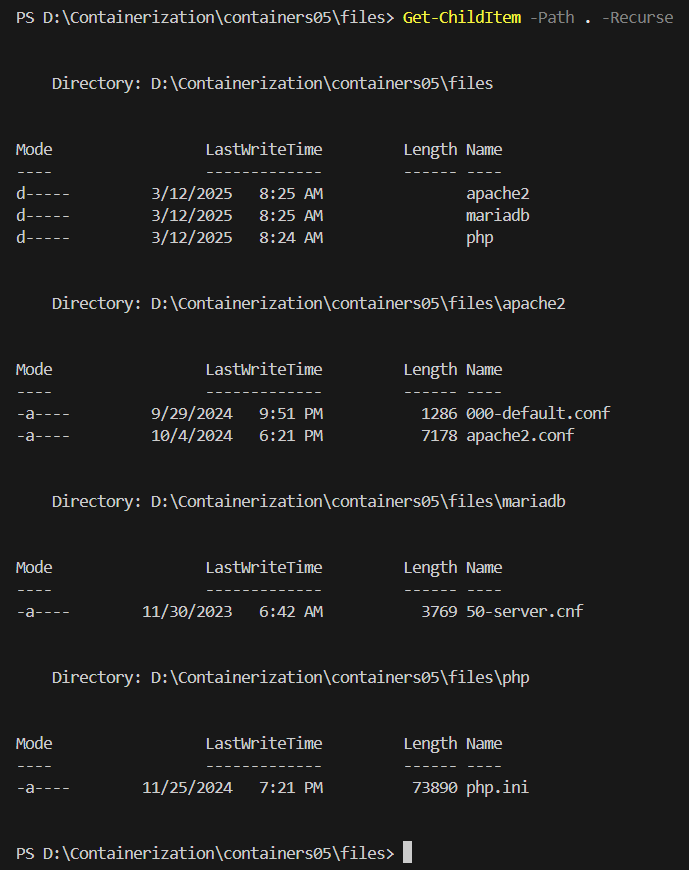 PS D:\Containerization\containers05\files> Get-ChildItem -Path . -Recurse
Directory: D:\Containerization\containers05\files
Mode LastWriteTime Length Name
---- ------------- ------ ----
d----- 3/12/2025 8:25 AM apache2
d----- 3/12/2025 8:25 AM mariadb
d----- 3/12/2025 8:24 AM php
Directory: D:\Containerization\containers05\files\apache2
Mode LastWriteTime Length Name
---- ------------- ------ ----
-a---- 9/29/2024 9:51 PM 1286 000-default.conf
-a---- 10/4/2024 6:21 PM 7178 apache2.conf
Directory: D:\Containerization\containers05\files\mariadb
Mode LastWriteTime Length Name
---- ------------- ------ ----
-a---- 11/30/2023 6:42 AM 3769 50-server.cnf
Directory: D:\Containerization\containers05\files\php
Mode LastWriteTime Length Name
---- ------------- ------ ----
-a---- 11/25/2024 7:21 PM 73890 php.ini
PS D:\Containerization\containers05\files>